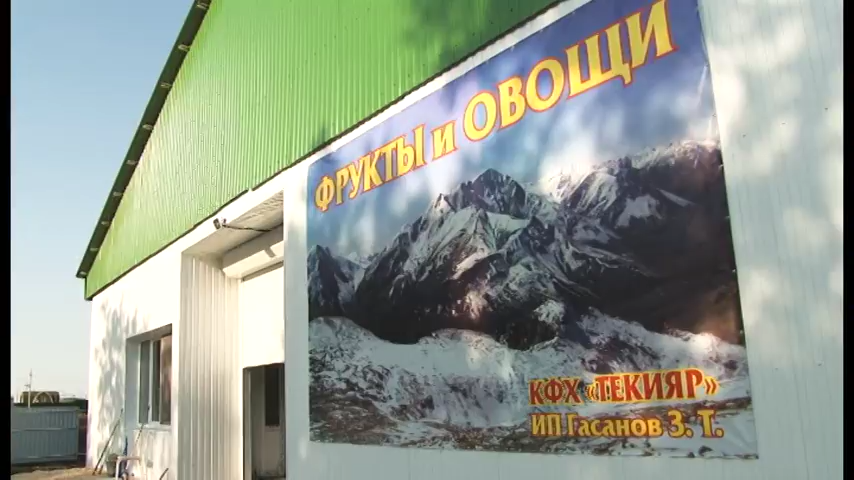 ФРУКТЫ и ОВОЩИ
КФХ «ТЕКИЯР»
ИП Гасанов З. Т.